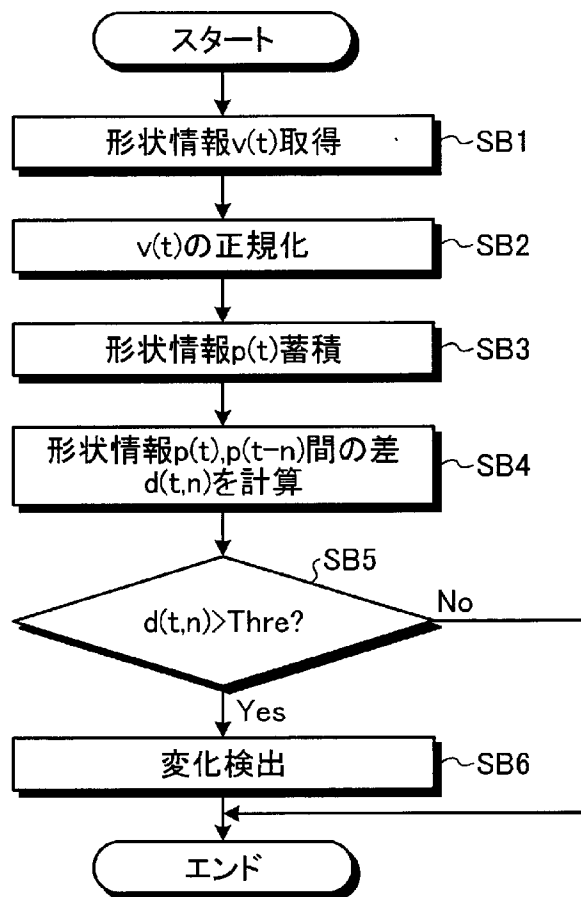 スタート
形状情報v(t)取得
SB1
v(t)の正規化
SB2
形状情報p(t)蓄積
SB3
形状情報p(t),p(t-n)間の差
d(t,n)を計算
SB4
SB5
d(t,n)>Thre?
No
Yes
変化検出
SB6
エンド